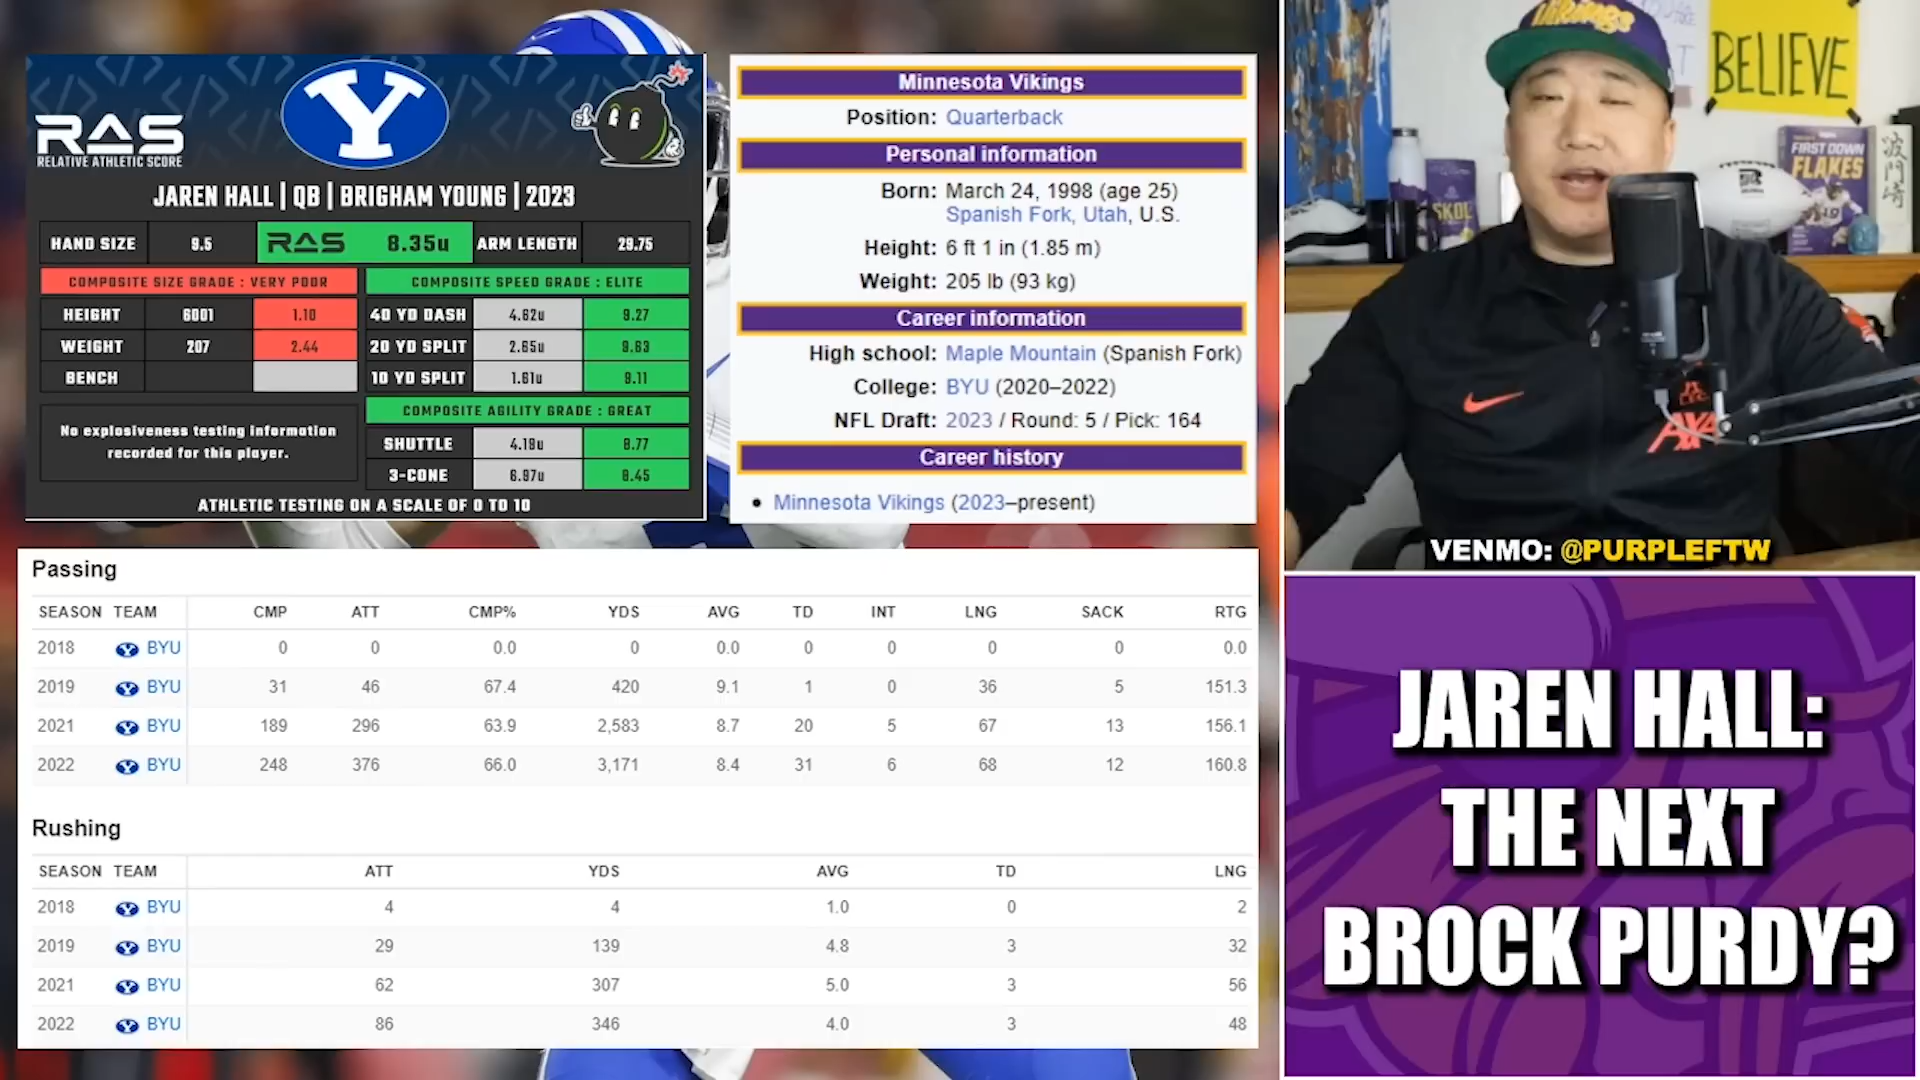 RAS
RELATIVE ATHLETIC SCORE
Y
JAREN HALL | QB | BRIGHAM YOUNG | 2023
HAND SIZE 9.5 RAS 8.35u ARM LENGTH 29.75
COMPOSITE SIZE GRADE : VERY POOR
HEIGHT 6001 1.10
WEIGHT 207 2.44
BENCH
No explosiveness testing information
recorded for this player.
COMPOSITE SPEED GRADE : ELITE
40 YD DASH 4.62u 9.27
20 YD SPLIT 2.65u 9.63
10 YD SPLIT 1.61u 9.11
COMPOSITE AGILITY GRADE : GREAT
SHUTTLE 4.19u 8.77
3-CONE 6.97u 8.45
ATHLETIC TESTING ON A SCALE OF 0 TO 10
Minnesota Vikings
Position: Quarterback
Personal information
Born: March 24, 1998 (age 25)
Spanish Fork, Utah, U.S.
Height: 6 ft 1 in (1.85 m)
Weight: 205 lb (93 kg)
Career information
High school: Maple Mountain (Spanish Fork)
College: BYU (2020–2022)
NFL Draft: 2023 / Round: 5 / Pick: 164
Career history
• Minnesota Vikings (2023–present)
Passing
SEASON TEAM CMP ATT CMP% YDS AVG TD INT LNG SACK RTG
2018 BYU 0 0 0.0 0 0.0 0 0 0 0 0.0
2019 BYU 31 46 67.4 420 9.1 1 0 36 5 151.3
2021 BYU 189 296 63.9 2,583 8.7 20 5 67 13 156.1
2022 BYU 248 376 66.0 3,171 8.4 31 6 68 12 160.8
Rushing
SEASON TEAM ATT YDS AVG TD LNG
2018 BYU 4 4 1.0 0 2
2019 BYU 29 139 4.8 3 32
2021 BYU 62 307 5.0 3 56
2022 BYU 86 346 4.0 3 48
BELIEVE
FIRST DOWN
FLAKES
SKOL
AXA
VENMO: @PURPLEFTW
JAREN HALL:
THE NEXT
BROCK PURDY?